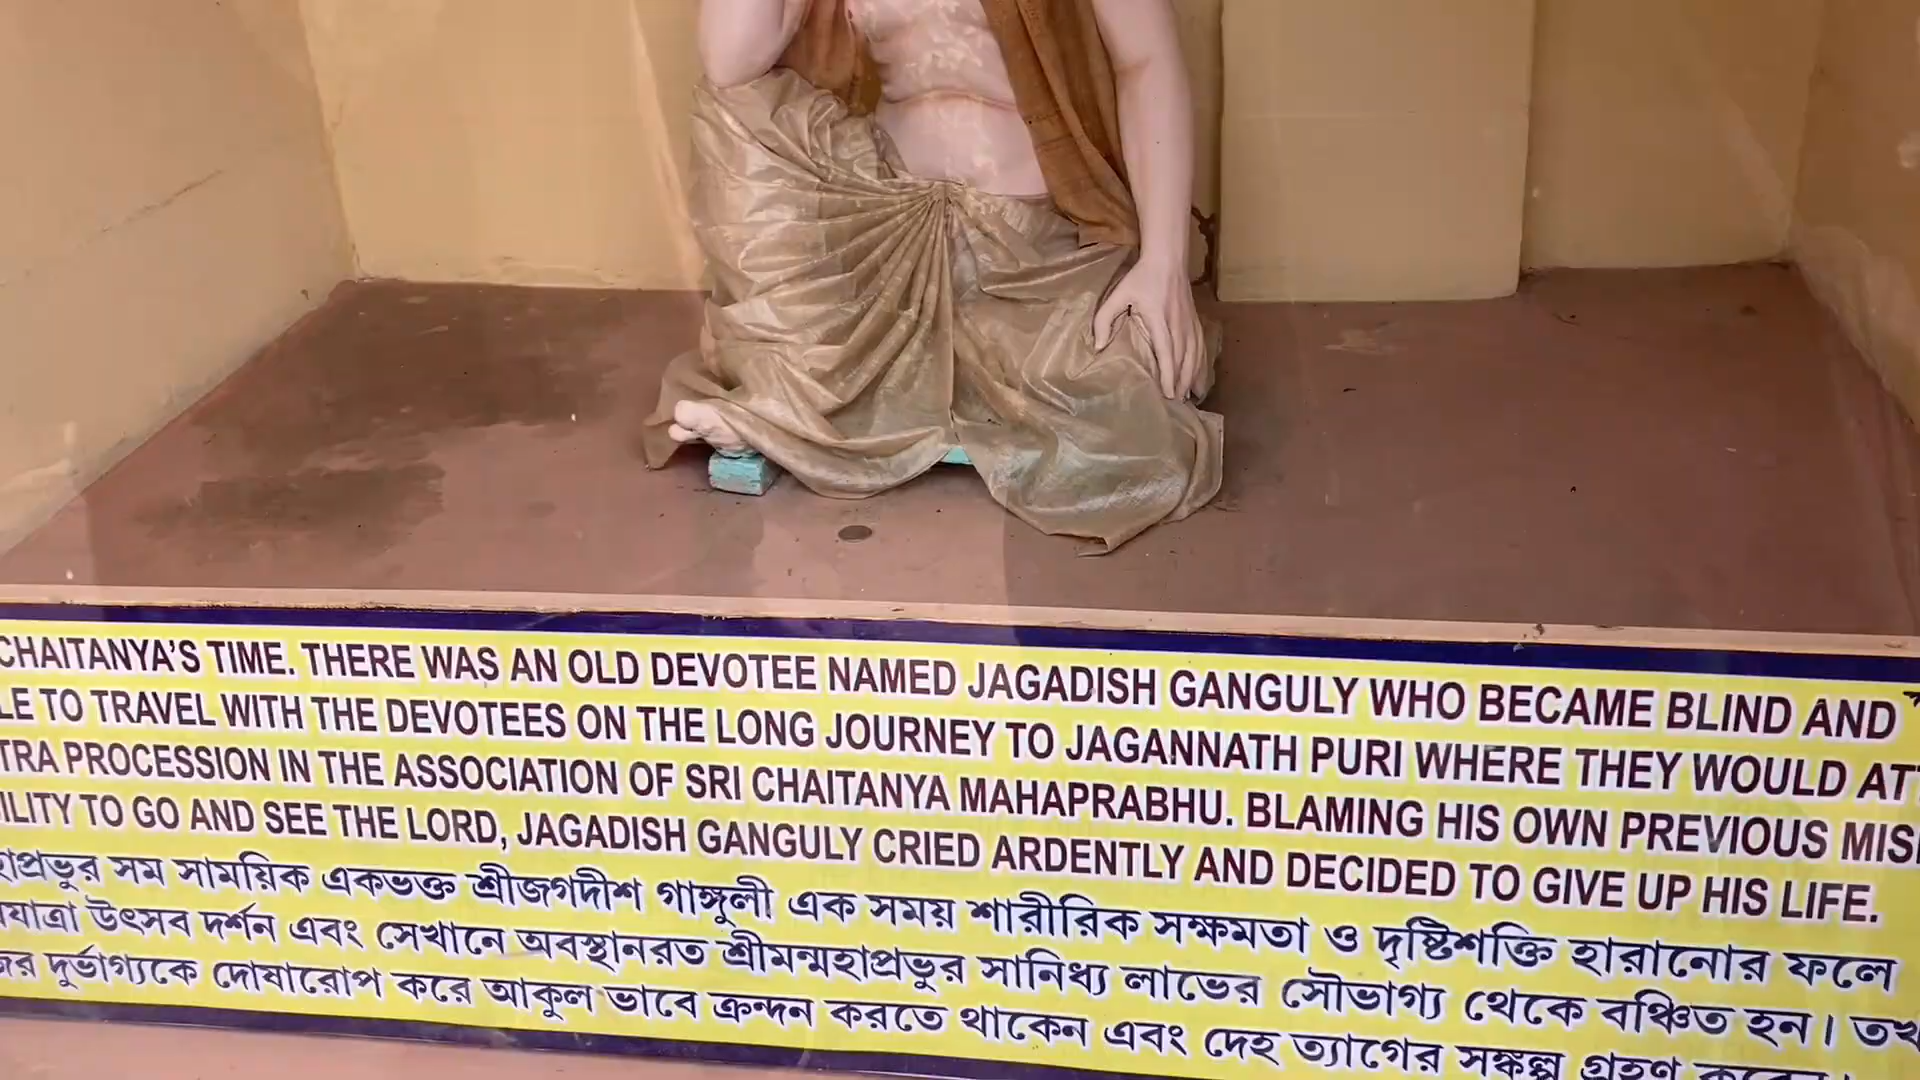 CHAITANYA'S TIME. THERE WAS AN OLD DEVOTEE NAMED JAGADISH GANGULY WHO BECAME BLIND AND
LE TO TRAVEL WITH THE DEVOTEES ON THE LONG JOURNEY TO JAGANNATH PURI WHERE THEY WOULD ATT
TRA PROCESSION IN THE ASSOCIATION OF SRI CHAITANYA MAHAPRABHU. BLAMING HIS OWN PREVIOUS MIS
ILITY TO GO AND SEE THE LORD, JAGADISH GANGULY CRIED ARDENTLY AND DECIDED TO GIVE UP HIS LIFE.
হাপ্রভুর সম সাময়িক একভক্ত শ্রীজগদীশ গাঙ্গুলী এক সময় শারীরিক সক্ষমতা ও দৃষ্টিশক্তি হারানোর ফলে
যাত্রা উৎসব দর্শন এবং সেখানে অবস্থানরত শ্রীমন্মহাপ্রভুর সানিধ্য লাভের সৌভাগ্য থেকে বঞ্চিত হন। তখ
জর দুর্ভাগ্যকে দোষারোপ করে আকুল ভাবে ক্রন্দন করতে থাকেন এবং দেহ ত্যাগের সঙ্কল্প গ্রহণ করেন।